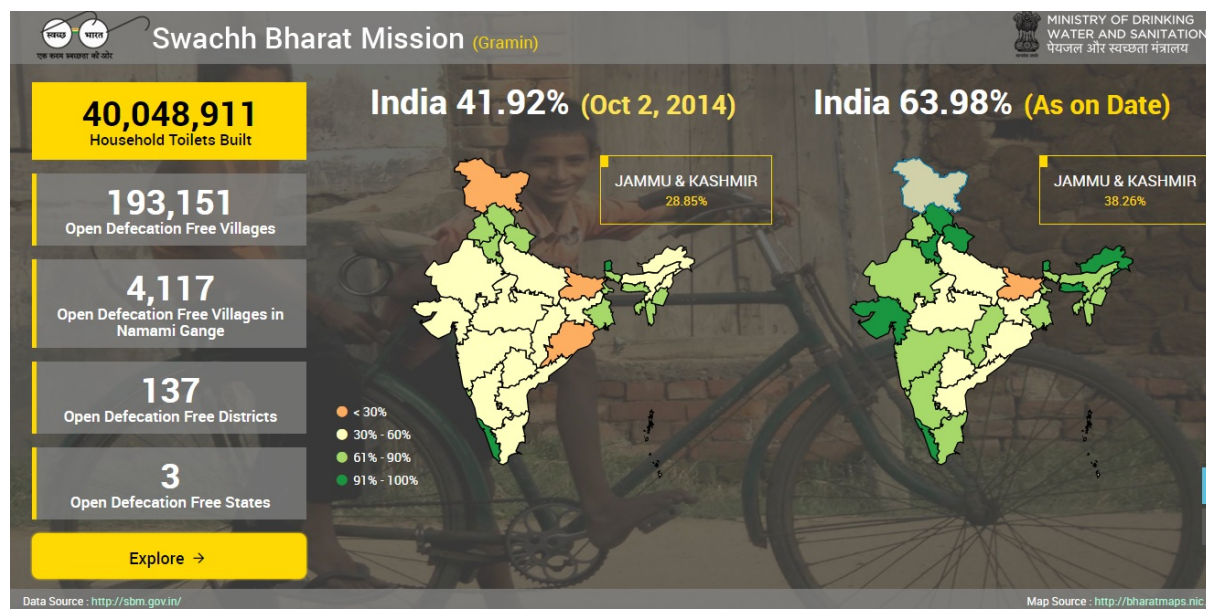 स्वच्छ भारत
एक कदम स्वच्छता की ओर
Swachh Bharat Mission (Gramin)
MINISTRY OF DRINKING
WATER AND SANITATION
पेयजल और स्वच्छता मंत्रालय
40,048,911
Household Toilets Built
193,151
Open Defecation Free Villages
4,117
Open Defecation Free Villages in
Namami Gange
137
Open Defecation Free Districts
3
Open Defecation Free States
Explore →
India 41.92% (Oct 2, 2014)
JAMMU & KASHMIR
28.85%
< 30%
30% - 60%
61% - 90%
91% - 100%
India 63.98% (As on Date)
JAMMU & KASHMIR
38.26%
Data Source : http://sbm.gov.in/
Map Source : http://bharatmaps.nic